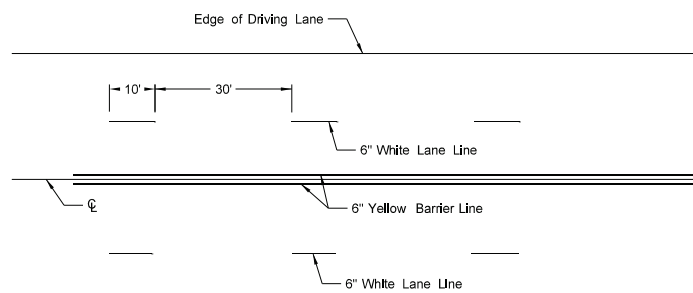 Edge of Driving Lane
10' 30'
6" White Lane Line
℄
6" Yellow Barrier Line
6" White Lane Line